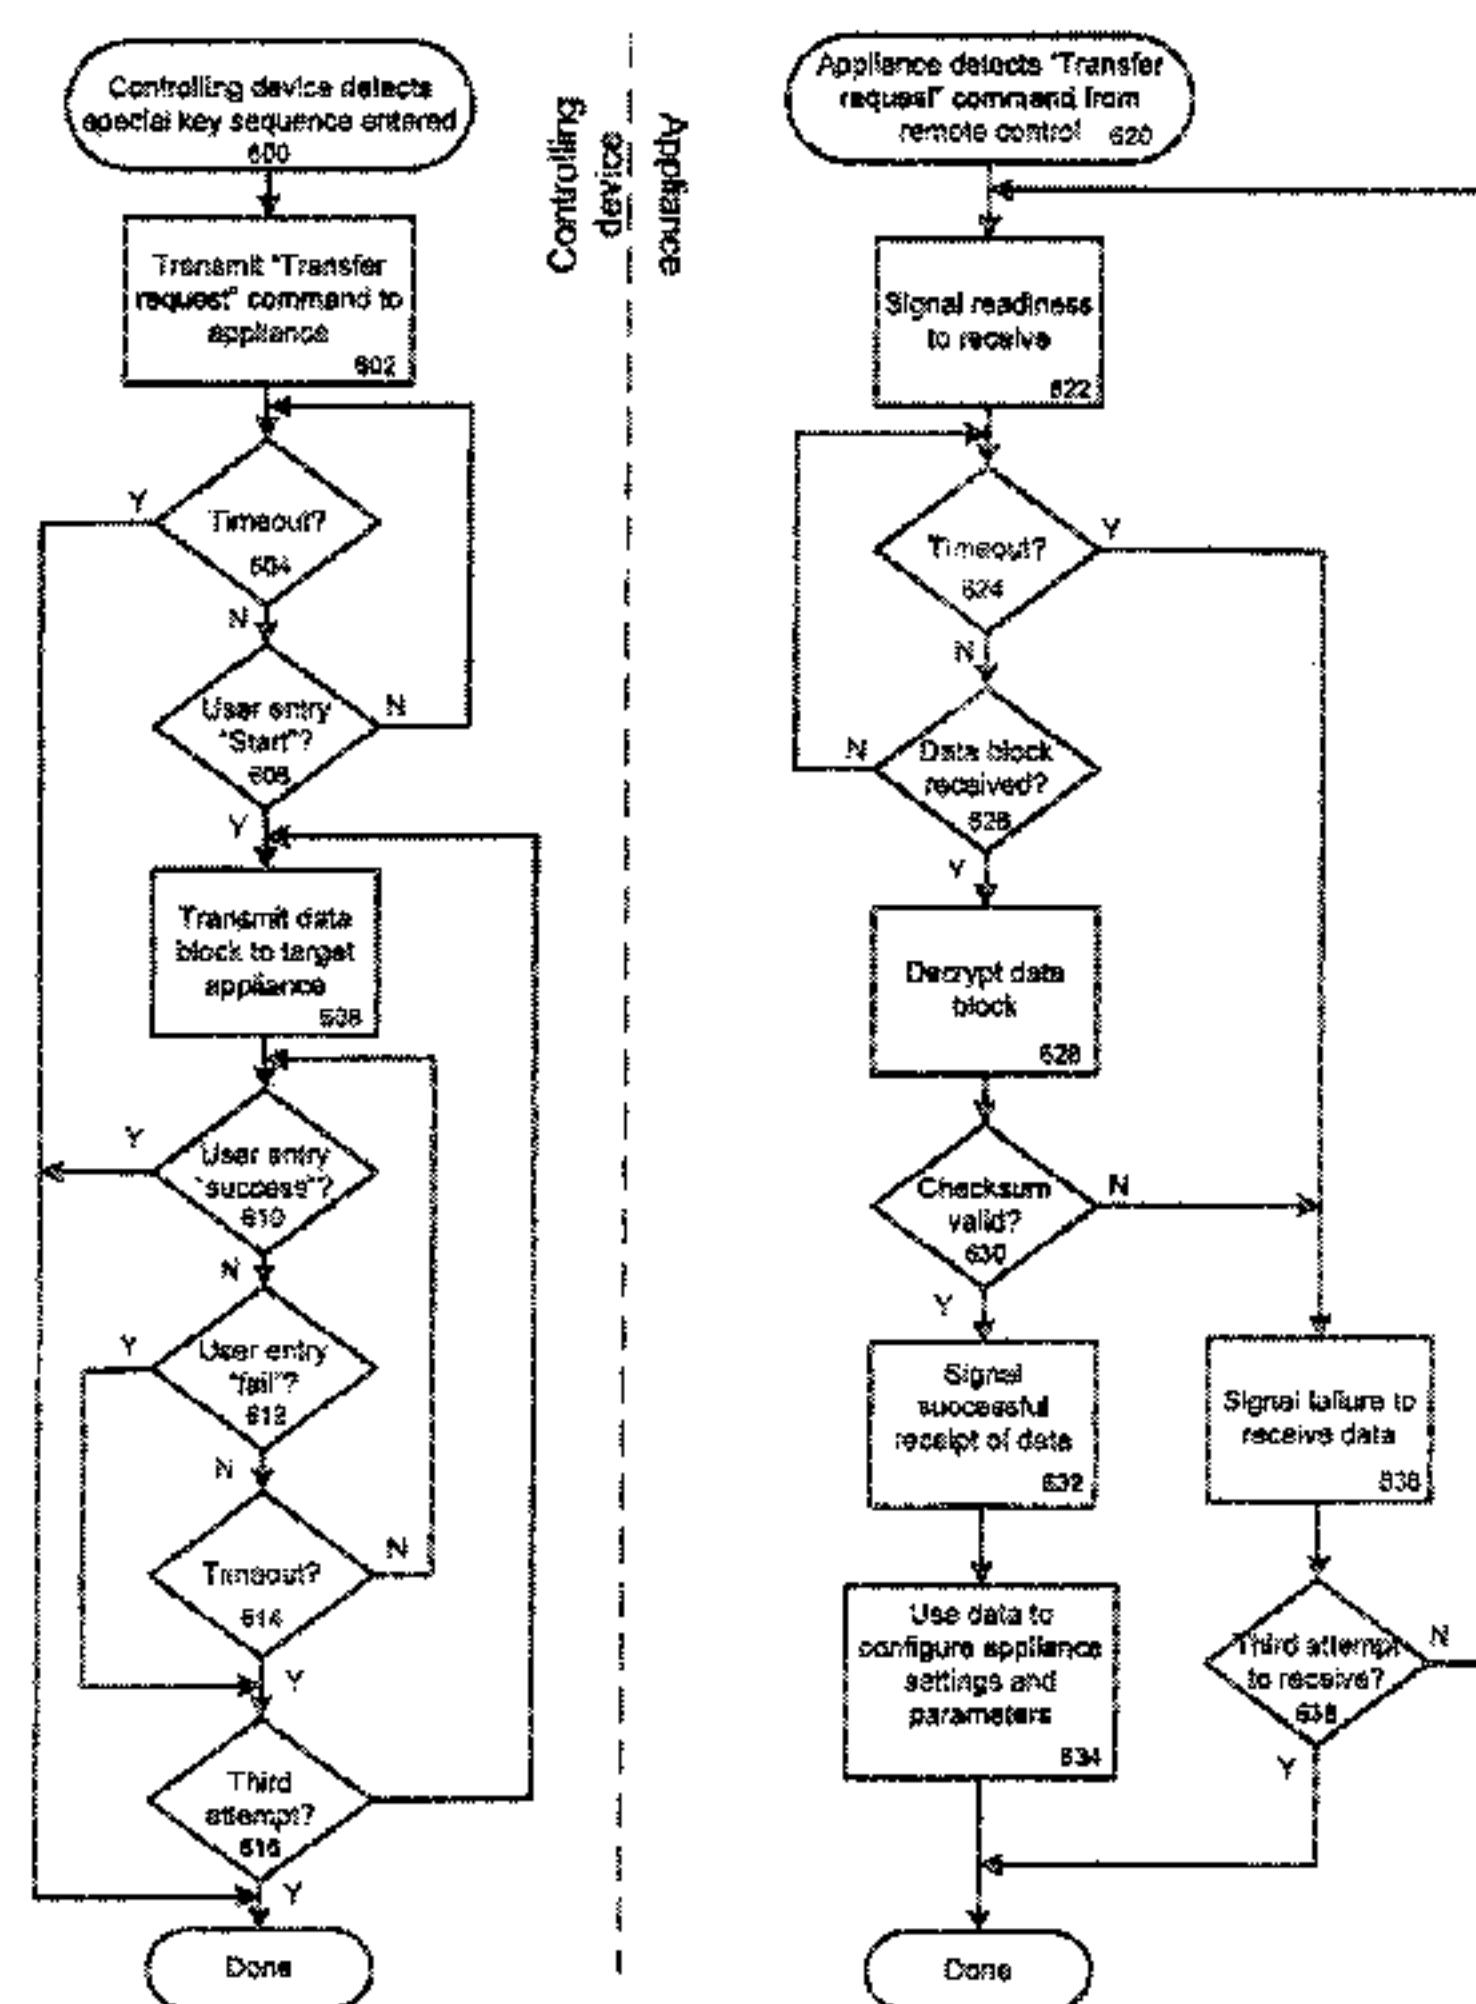 Controlling device detects
special key sequence entered
600
Transmit "Transfer
request" command to
appliance
602
Timeout?
604
Y
N
User entry
"Start"?
606
N
Y
Transmit data
block to target
appliance
608
User entry
"success"?
610
Y
N
User entry
"fail"?
612
Y
N
Timeout?
614
N
Y
Third
attempt?
616
Y
Done
Controlling
device
Appliance
Appliance detects "Transfer
request" command from
remote control 620
Signal readiness
to receive
622
Timeout?
624
Y
N
Data block
received?
626
N
Y
Decrypt data
block
628
Checksum
valid?
630
N
Y
Signal
successful
receipt of data
632
Use data to
configure appliance
settings and
parameters
634
Signal failure to
receive data
636
Third attempt
to receive?
638
N
Y
Done